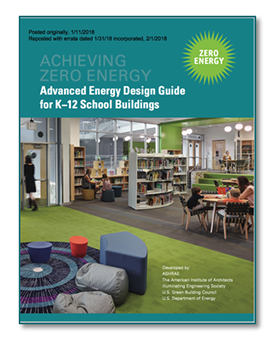 Posted originally, 1/11/2018
Reposted with errata dated 1/31/18 incorporated, 2/1/2018
ZERO
ENERGY
ACHIEVING
ZERO ENERGY
Advanced Energy Design Guide
for K–12 School Buildings
Developed by
ASHRAE
The American Institute of Architects
Illuminating Engineering Society
U.S. Green Building Council
U.S. Department of Energy